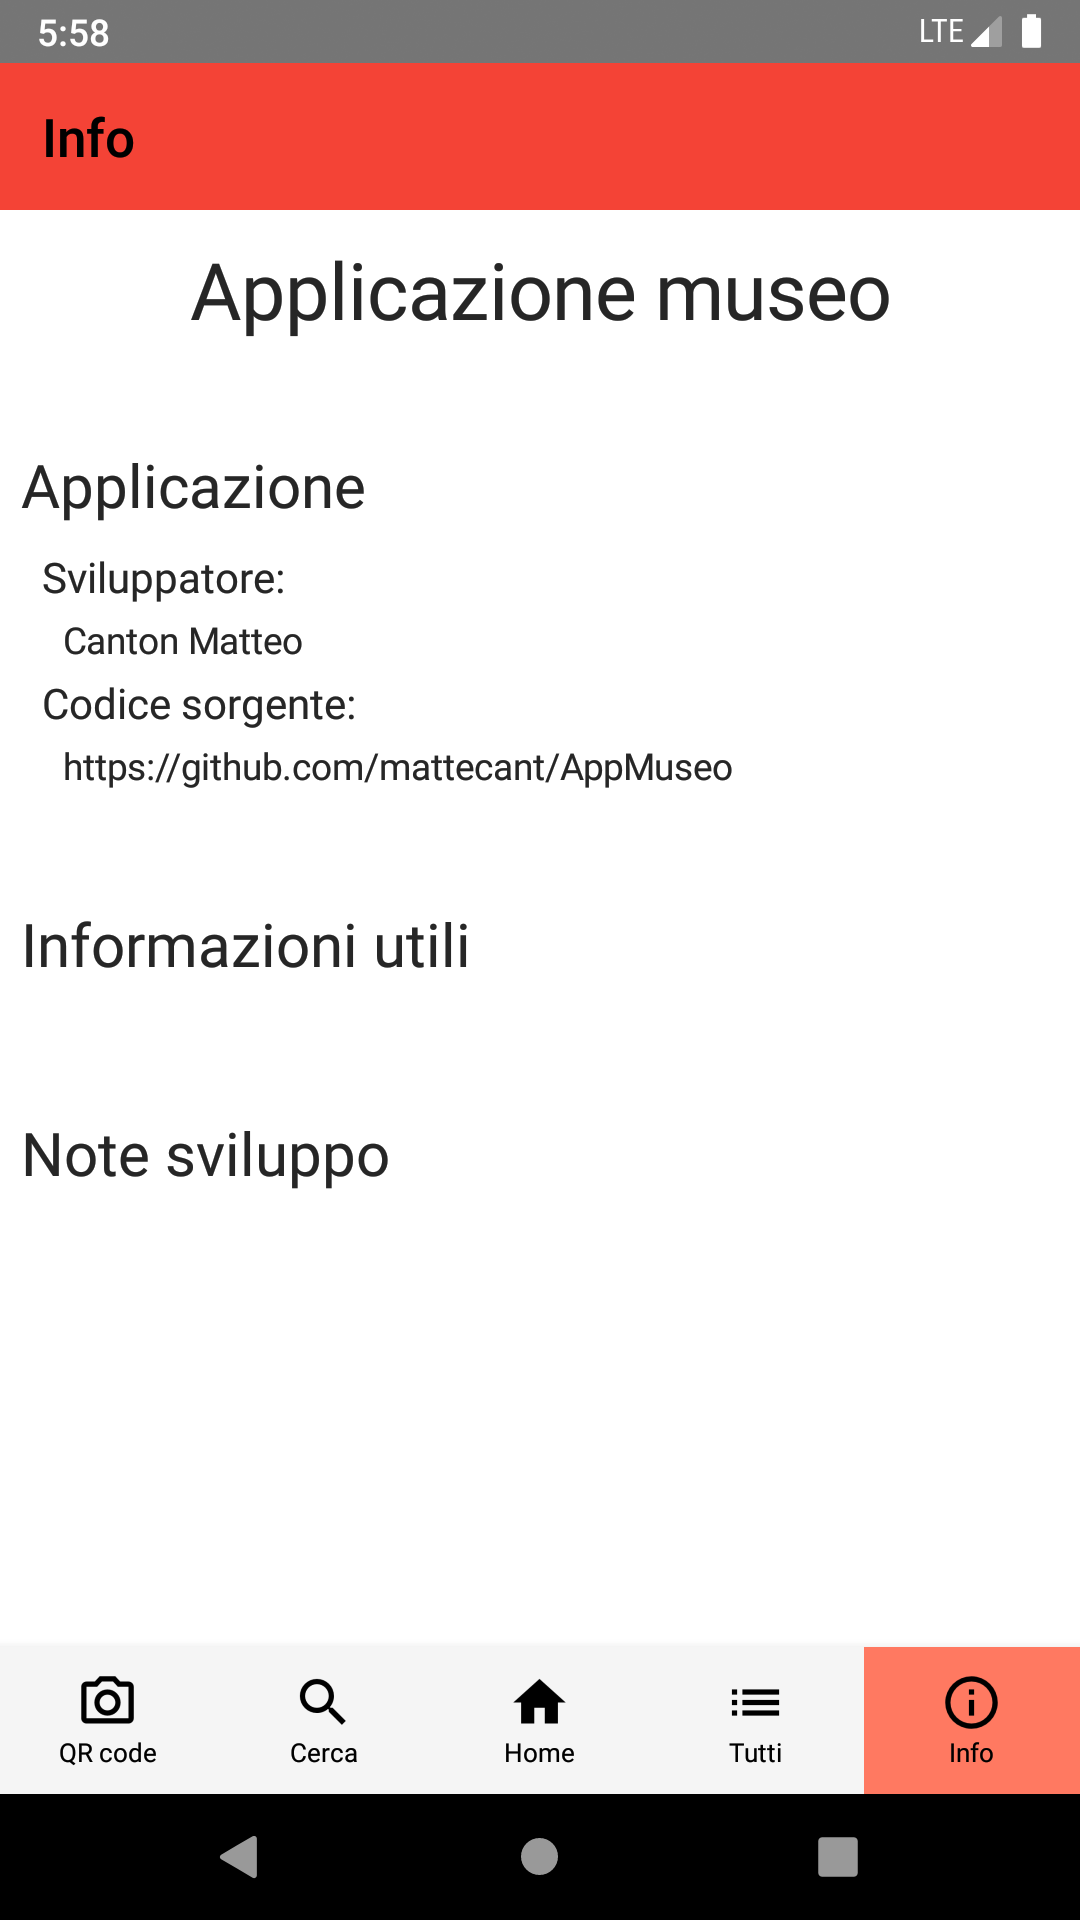 5:58
LTE
Info
Applicazione museo
Applicazione
Sviluppatore:
Canton Matteo
Codice sorgente:
https://github.com/mattecant/AppMuseo
Informazioni utili
Note sviluppo
QR code
Cerca
Home
Tutti
Info